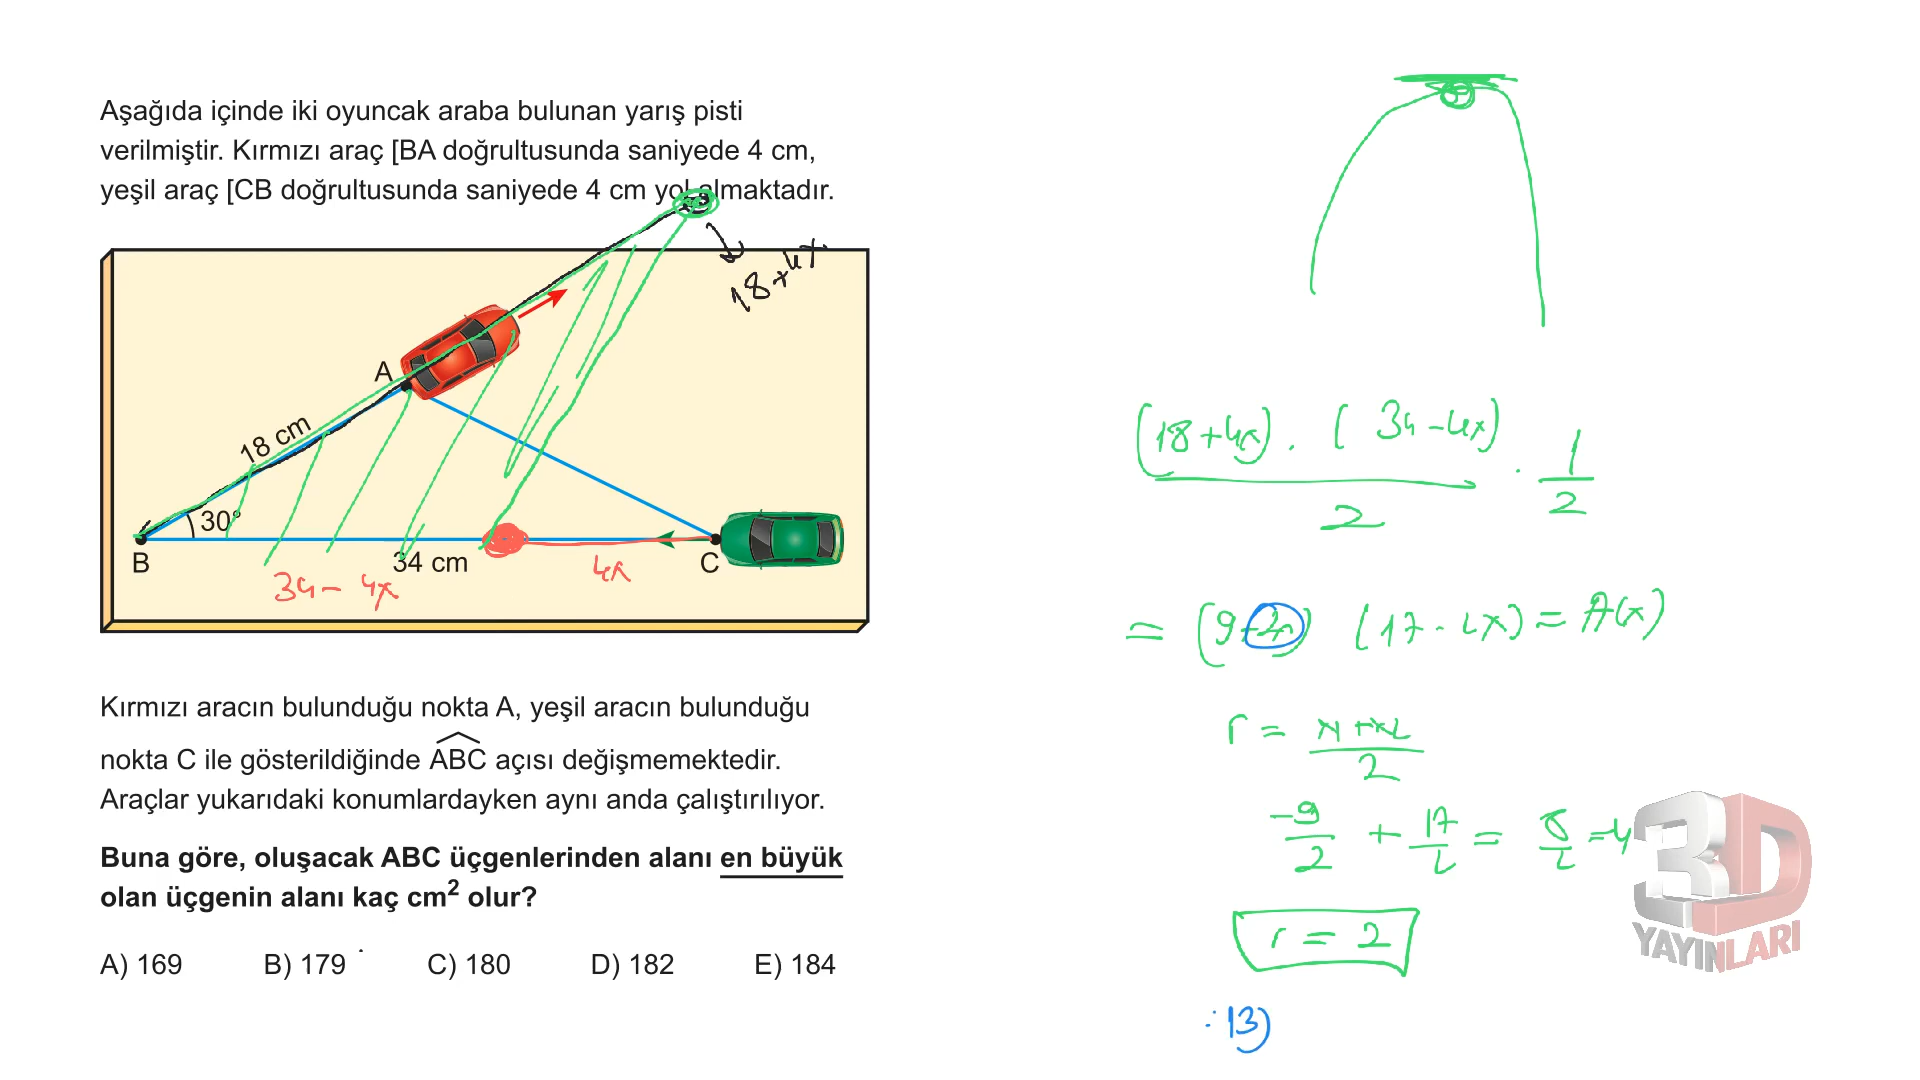 Aşağıda içinde iki oyuncak araba bulunan yarış pisti
verilmiştir. Kırmızı araç [BA doğrultusunda saniyede 4 cm,
yeşil araç [CB doğrultusunda saniyede 4 cm yol almaktadır.
18+4x
A
18 cm
30°
B
34 cm
C
34 - 4x
4x
Kırmızı aracın bulunduğu nokta A, yeşil aracın bulunduğu
nokta C ile gösterildiğinde ABC açısı değişmemektedir.
Araçlar yukarıdaki konumlardayken aynı anda çalıştırılıyor.
Buna göre, oluşacak ABC üçgenlerinden alanı en büyük
olan üçgenin alanı kaç cm² olur?
A) 169 B) 179 C) 180 D) 182 E) 184
(18+4x) . (34-4x) / 2 . 1/2
= (9+2x) (17-2x) = A(x)
r = x1+x2 / 2
-9/2 + 17/2 = 8/2 = 4
r = 2
13)
3D
YAYINLARI